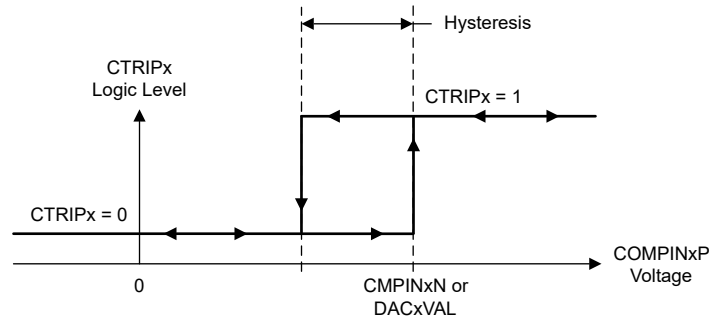 Hysteresis
CTRIPx
Logic Level
CTRIPx = 1
CTRIPx = 0
COMPINxP
Voltage
0
CMPINxN or
DACxVAL